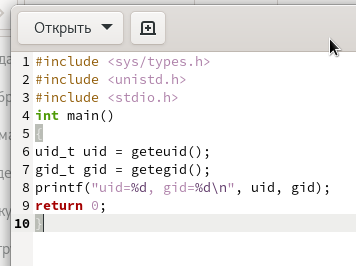 Открыть
1 #include <sys/types.h>
2 #include <unistd.h>
3 #include <stdio.h>
4 int main()
5 {
6 uid_t uid = geteuid();
7 gid_t gid = getegid();
8 printf("uid=%d, gid=%d\n", uid, gid);
9 return 0;
10 }